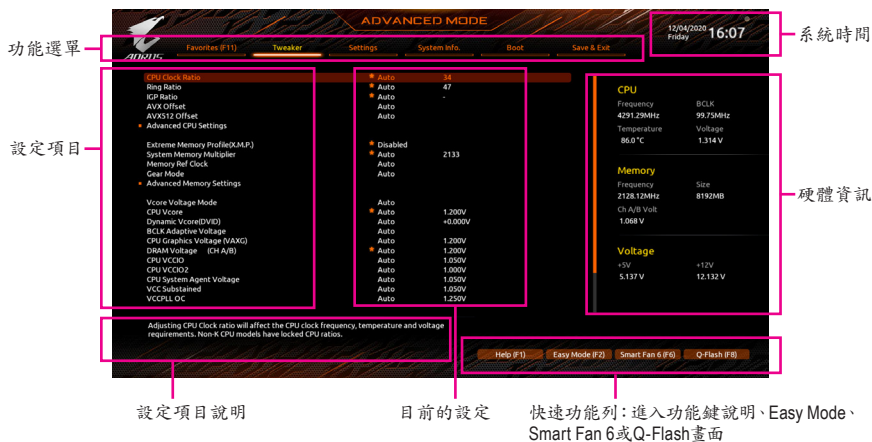 ADVANCED MODE
12/04/2020
Friday
16:07
系統時間
AORUS
功能選單
Favorites (F11) Tweaker Settings System Info. Boot Save & Exit
設定項目
CPU Clock Ratio Auto 34
Ring Ratio Auto 47
IGP Ratio Auto -
AVX Offset Auto
AVX512 Offset Auto
Advanced CPU Settings
Extreme Memory Profile(X.M.P.) Disabled
System Memory Multiplier Auto 2133
Memory Ref Clock Auto
Gear Mode Auto
Advanced Memory Settings
Vcore Voltage Mode Auto
CPU Vcore Auto 1.200V
Dynamic Vcore(DVID) Auto +0.000V
BCLK Adaptive Voltage Auto
CPU Graphics Voltage (VAXG) Auto 1.200V
DRAM Voltage (CH A/B) Auto 1.200V
CPU VCCIO Auto 1.050V
CPU VCCIO2 Auto 1.000V
CPU System Agent Voltage Auto 1.050V
VCC Substained Auto 1.050V
VCCPLL OC Auto 1.250V
CPU
Frequency BCLK
4291.29MHz 99.75MHz
Temperature Voltage
86.0 °C 1.314 V
Memory
Frequency Size
2128.12MHz 8192MB
Ch A/B Volt
1.068 V
Voltage
+5V +12V
5.137 V 12.132 V
硬體資訊
Adjusting CPU Clock ratio will affect the CPU clock frequency, temperature and voltage
requirements. Non-K CPU models have locked CPU ratios.
Help (F1) Easy Mode (F2) Smart Fan 6 (F6) Q-Flash (F8)
設定項目說明
目前的設定
快速功能列：進入功能鍵說明、Easy Mode、
Smart Fan 6或Q-Flash畫面